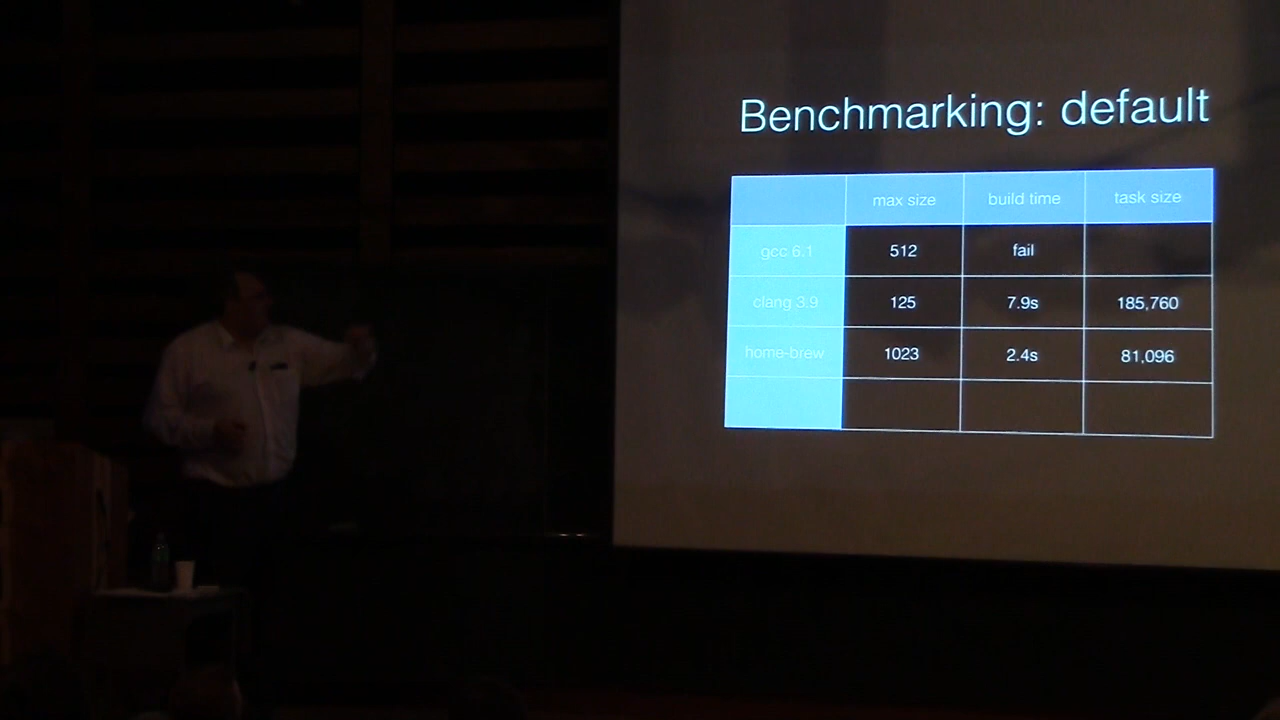 Benchmarking: default
max size build time task size
gcc 6.1 512 fail
clang 3.9 125 7.9s 185,760
home-brew 1023 2.4s 81,096